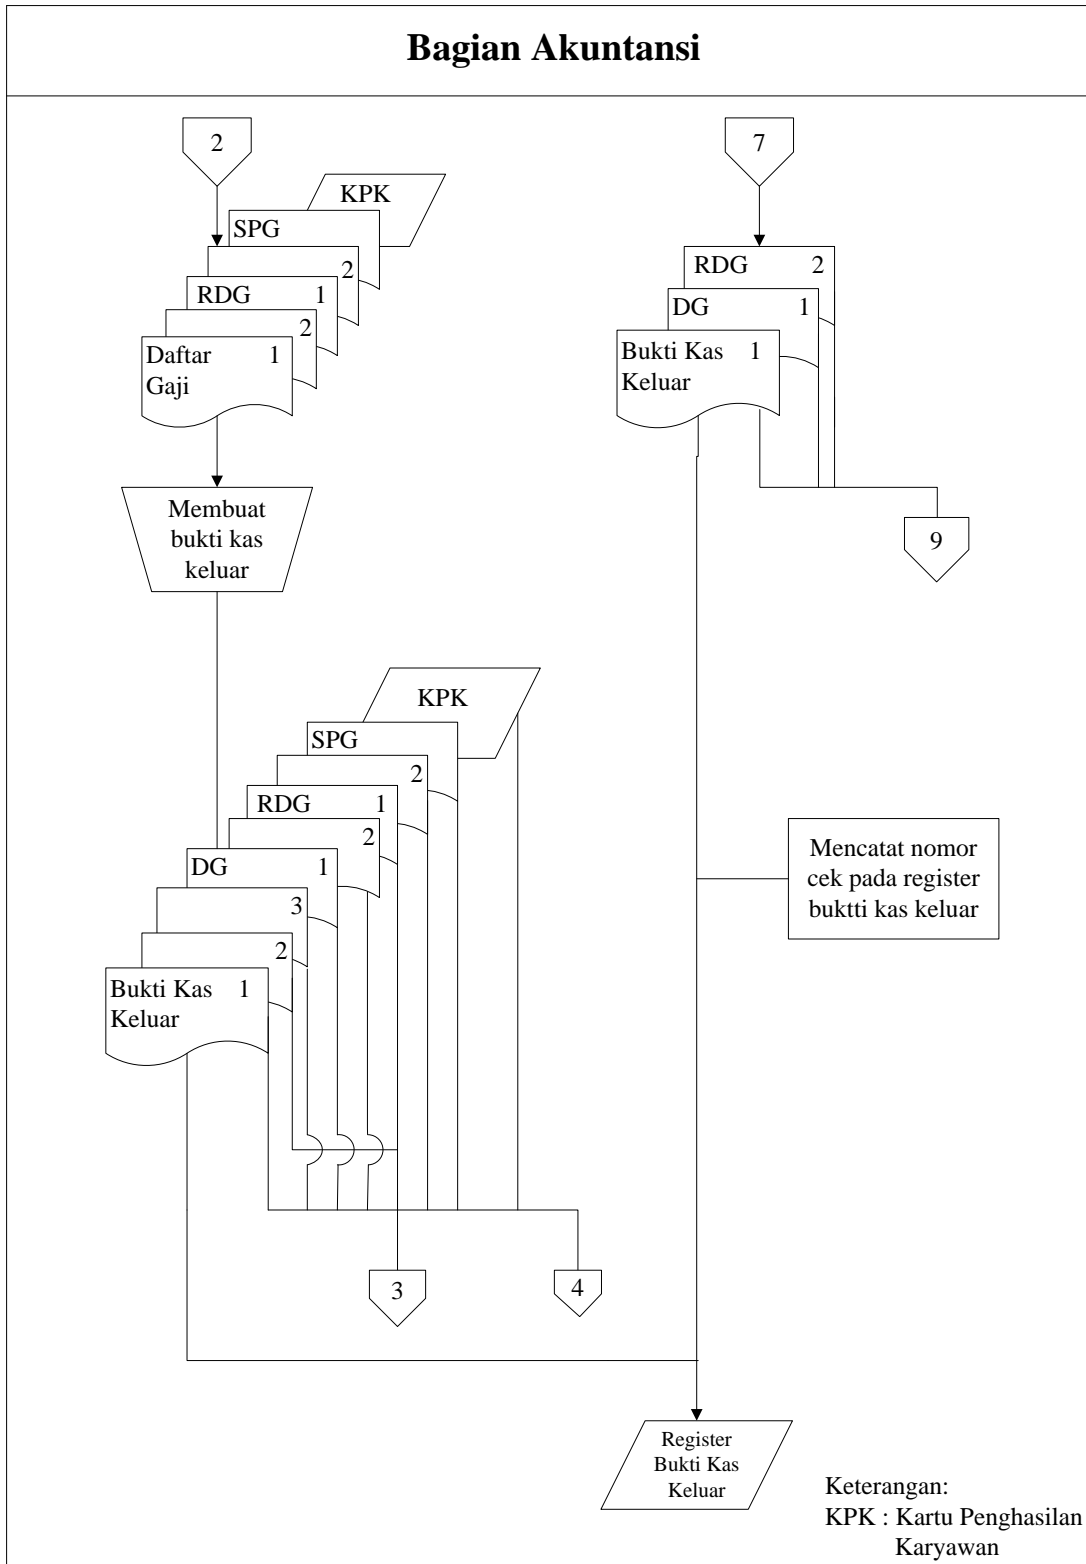 Bagian Akuntansi
2
KPK
SPG
2
RDG 1
2
Daftar 1
Gaji
Membuat
bukti kas
keluar
KPK
SPG
2
RDG 1
2
DG 1
3
2
Bukti Kas 1
Keluar
3
4
7
RDG 2
DG 1
Bukti Kas 1
Keluar
9
Mencatat nomor
cek pada register
buktti kas keluar
Register
Bukti Kas
Keluar
Keterangan:
KPK : Kartu Penghasilan
Karyawan